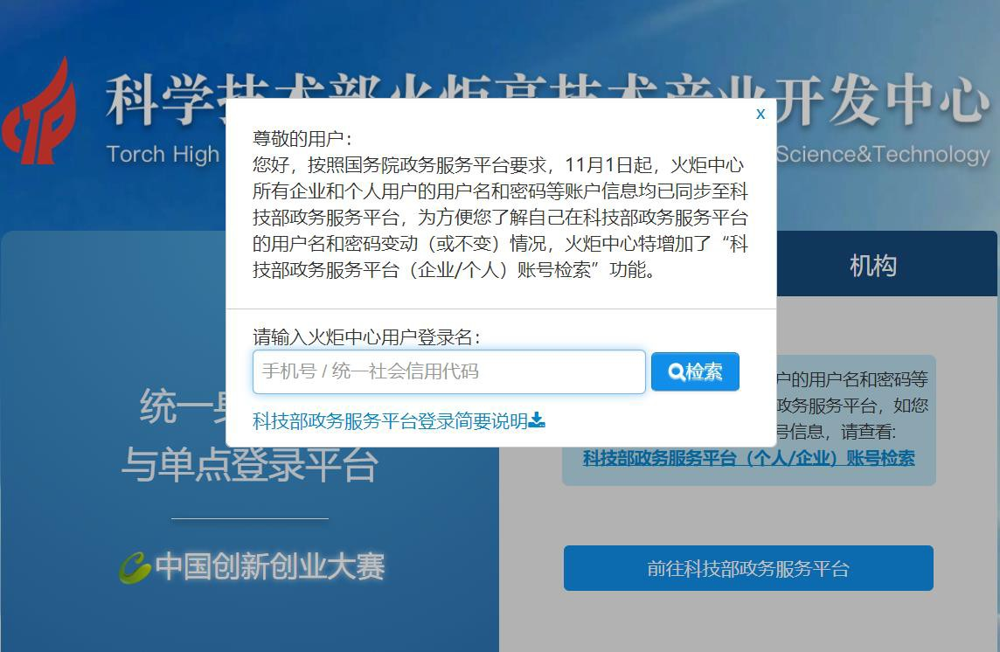 科学技术部火炬高技术产业开发中心
Torch High
Science&Technology
x
尊敬的用户：
您好，按照国务院政务服务平台要求，11月1日起，火炬中心
所有企业和个人用户的用户名和密码等账户信息均已同步至科
技部政务服务平台，为方便您了解自己在科技部政务服务平台
的用户名和密码变动（或不变）情况，火炬中心特增加了“科
技部政务服务平台（企业/个人）账号检索”功能。
请输入火炬中心用户登录名：
手机号 / 统一社会信用代码
检索
科技部政务服务平台登录简要说明
机构
统一
与单点登录平台
中国创新创业大赛
户的用户名和密码等
政务服务平台，如您
号信息，请查看:
科技部政务服务平台（个人/企业）账号检索
前往科技部政务服务平台